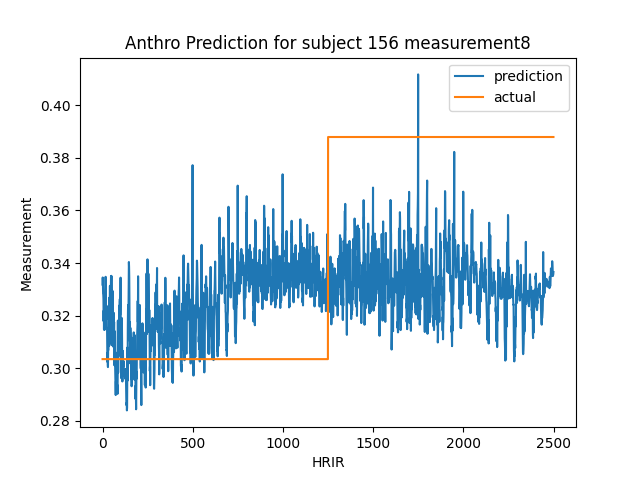 Anthro Prediction for subject 156 measurement8
prediction
actual
0.40
0.38
0.36
0.34
0.32
0.30
0.28
Measurement
0
500
1000
1500
2000
2500
HRIR